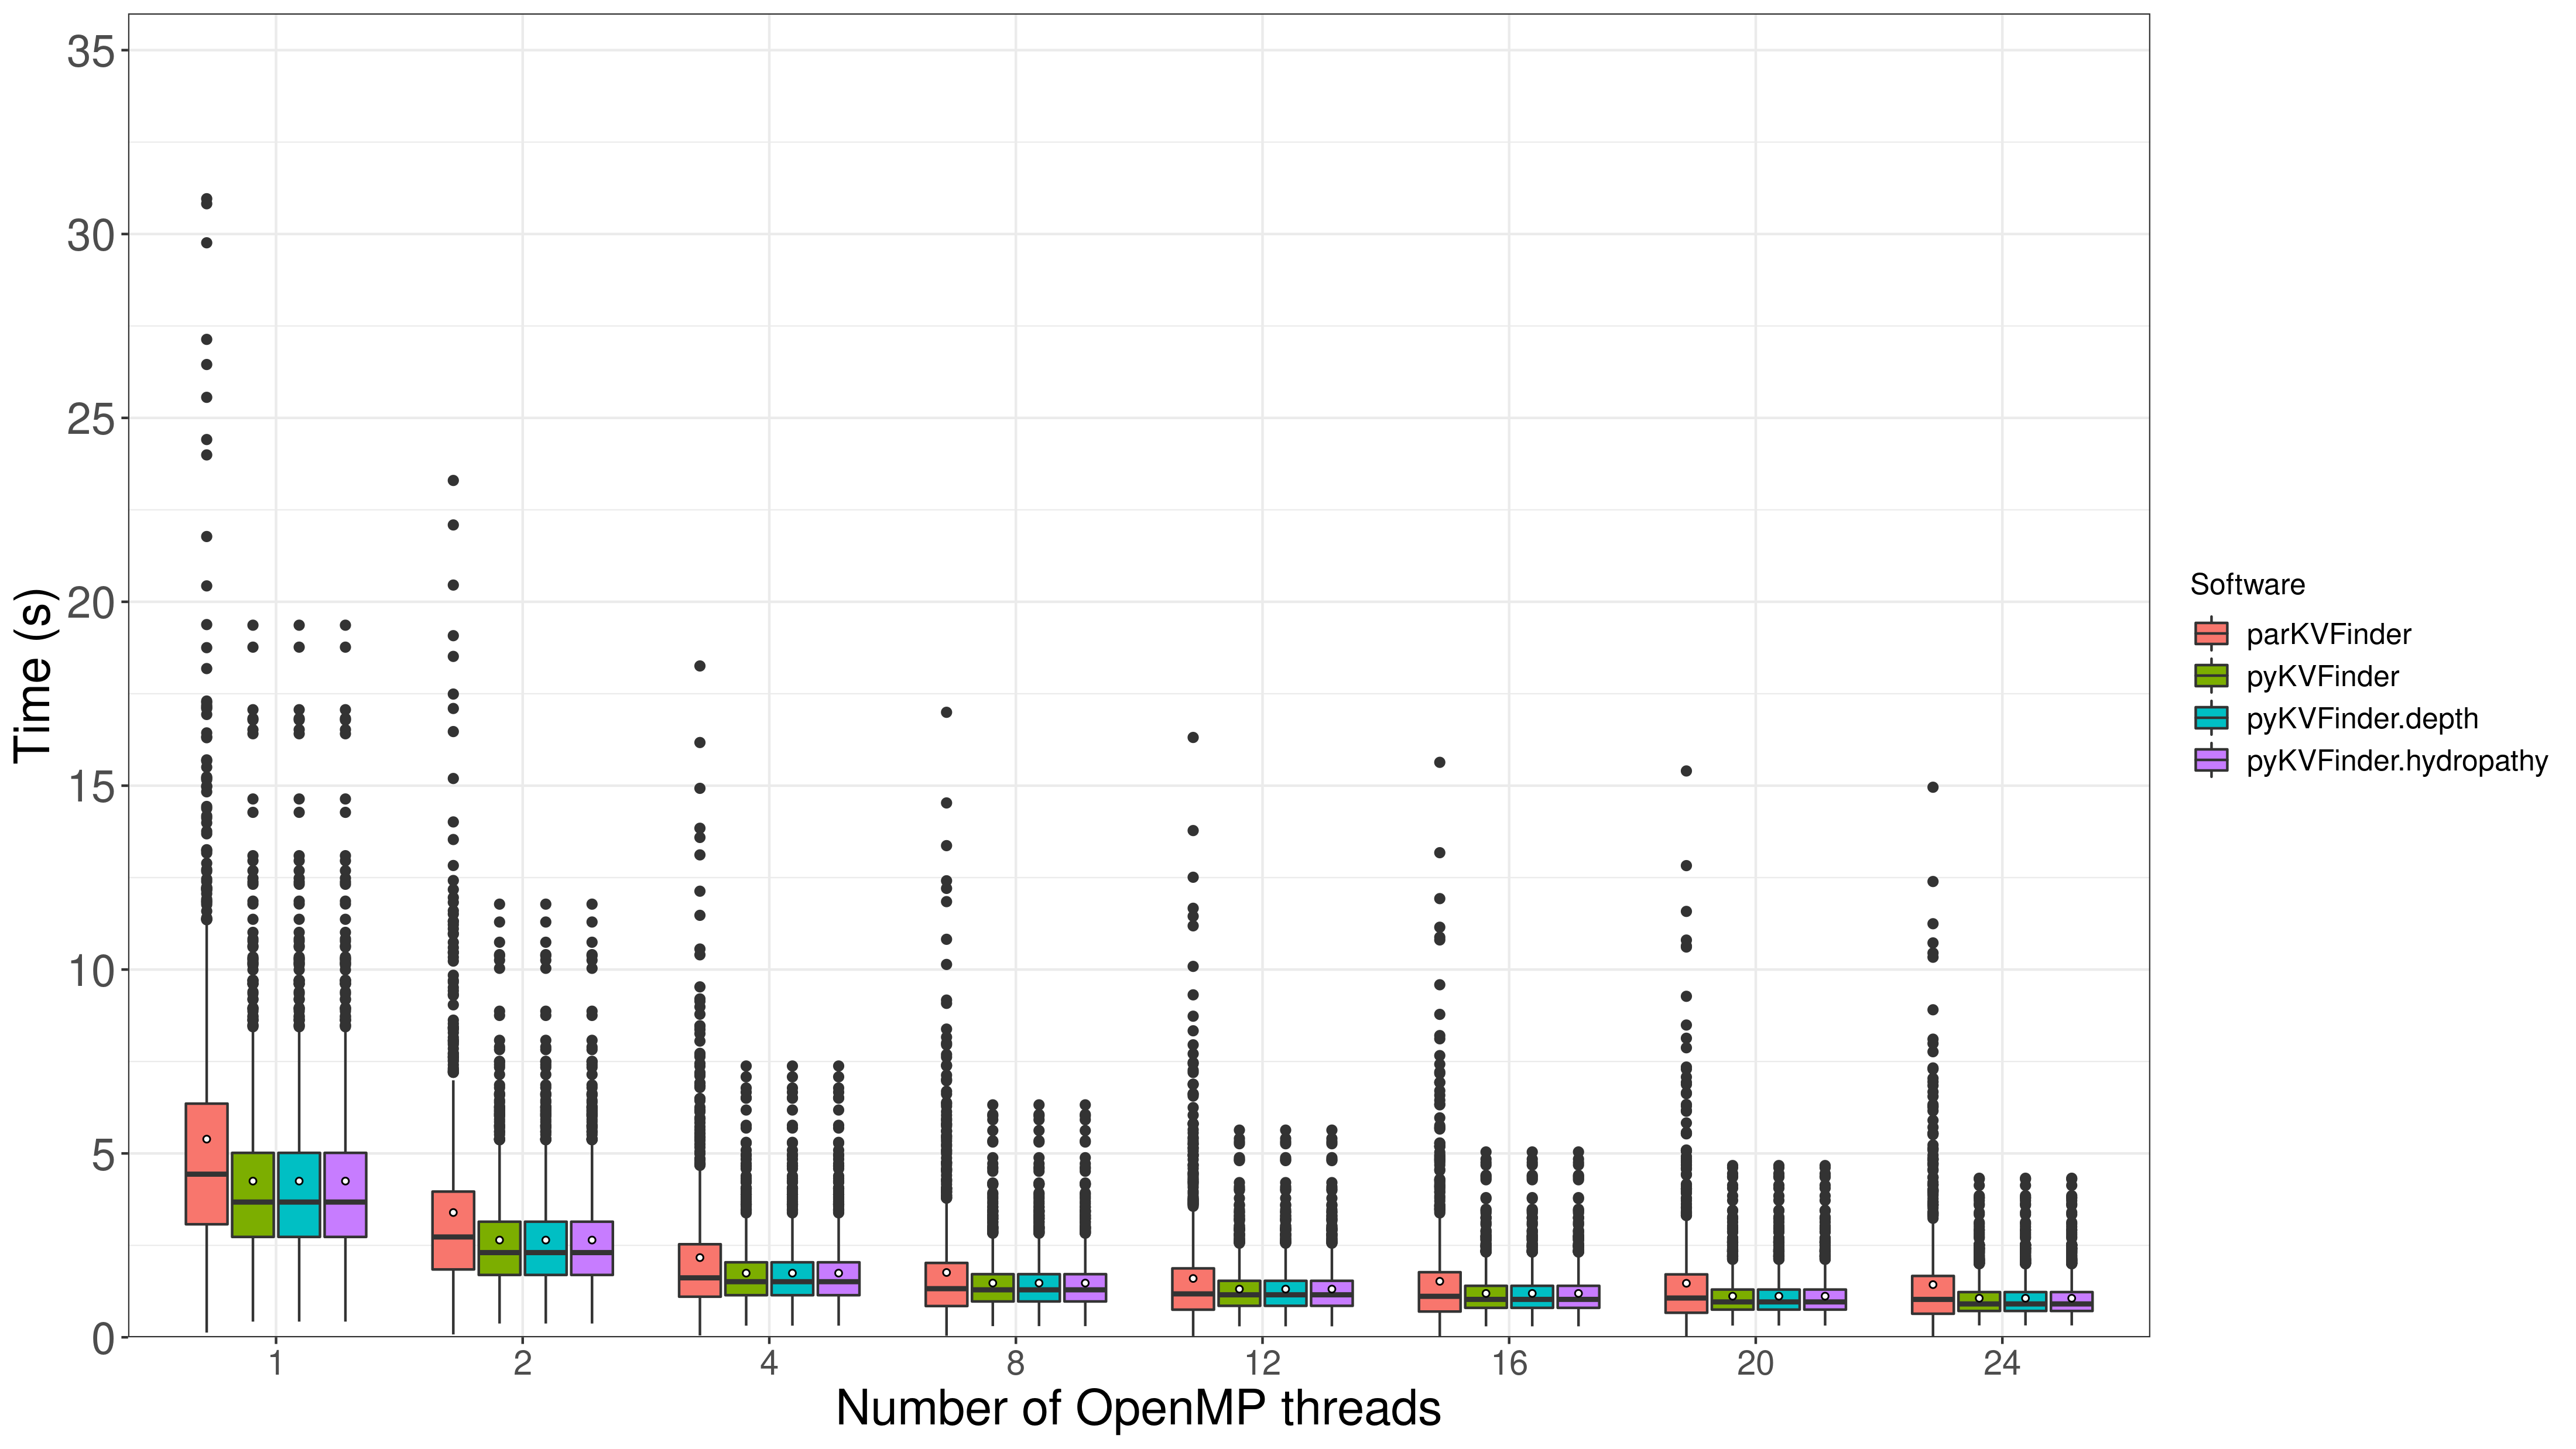 35
30
25
20
15
10
5
0
Time (s)
1 2 4 8 12 16 20 24
Number of OpenMP threads
Software
parKVFinder
pyKVFinder
pyKVFinder.depth
pyKVFinder.hydropathy